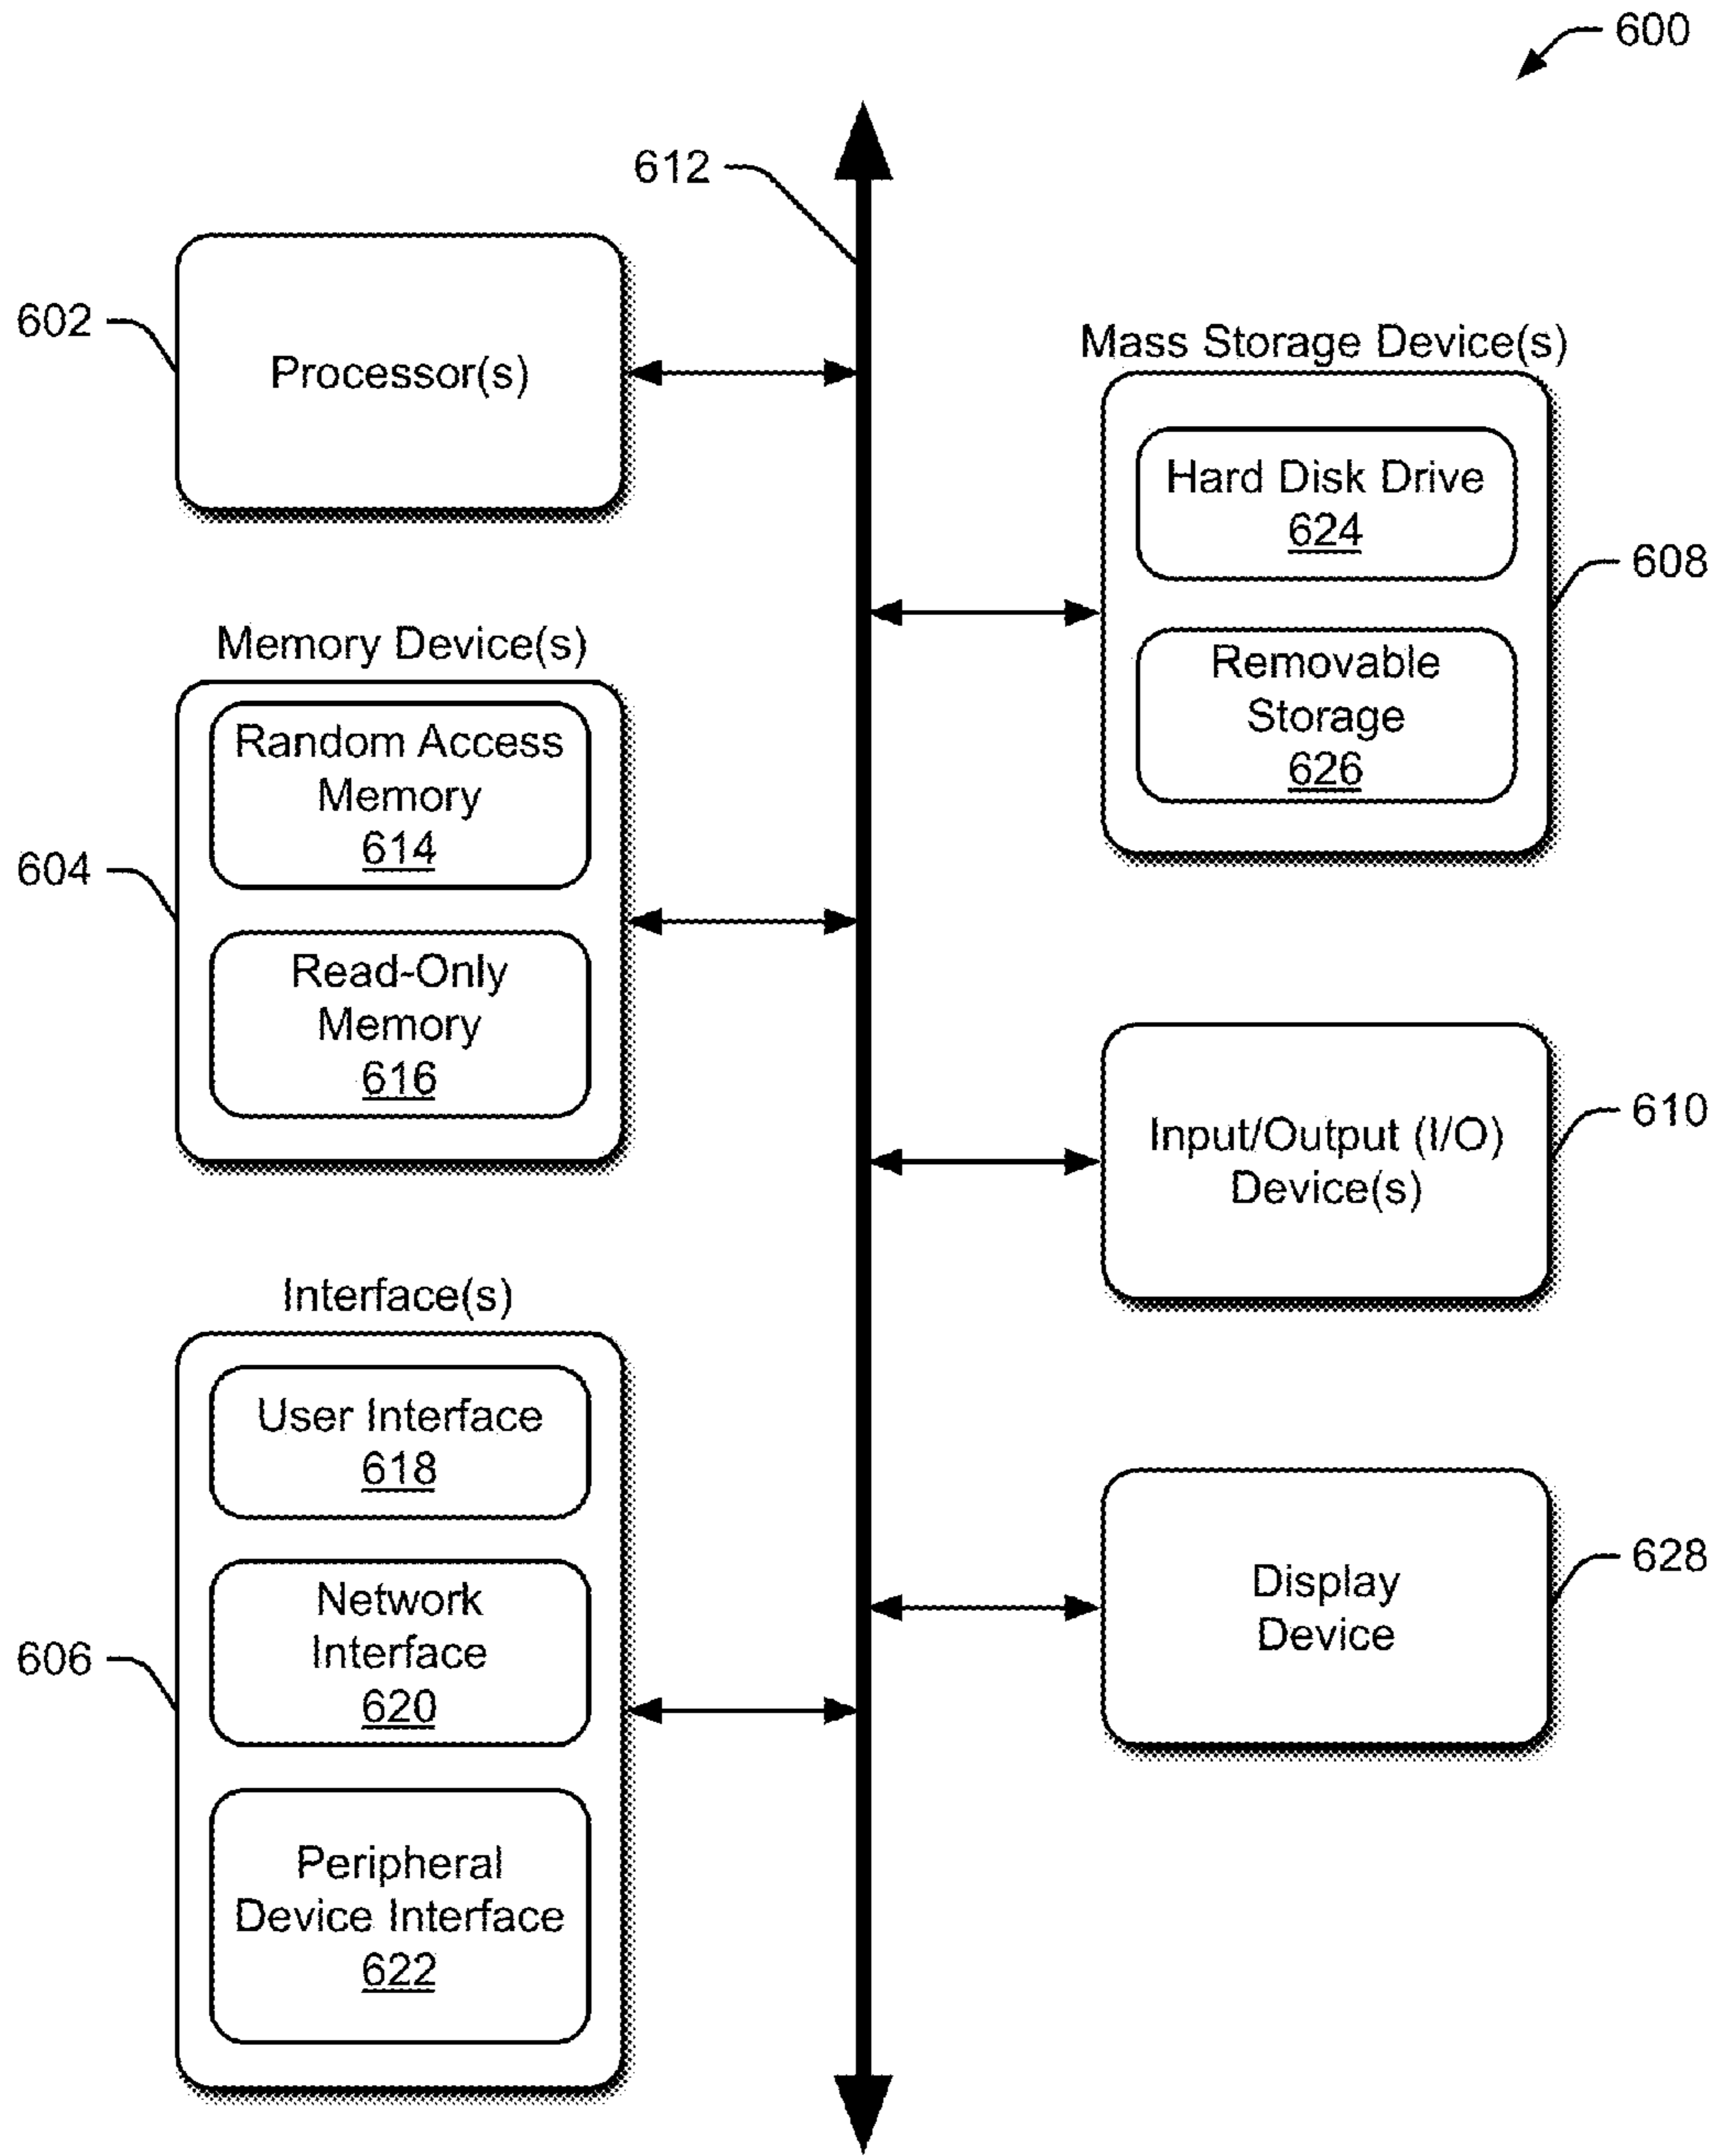 600
612
602
Processor(s)
Mass Storage Device(s)
Hard Disk Drive
624
608
Removable
Storage
626
Memory Device(s)
Random Access
Memory
614
604
Read-Only
Memory
616
Input/Output (I/O)
Device(s)
610
Interface(s)
User Interface
618
Network
Interface
620
606
Peripheral
Device Interface
622
Display
Device
628